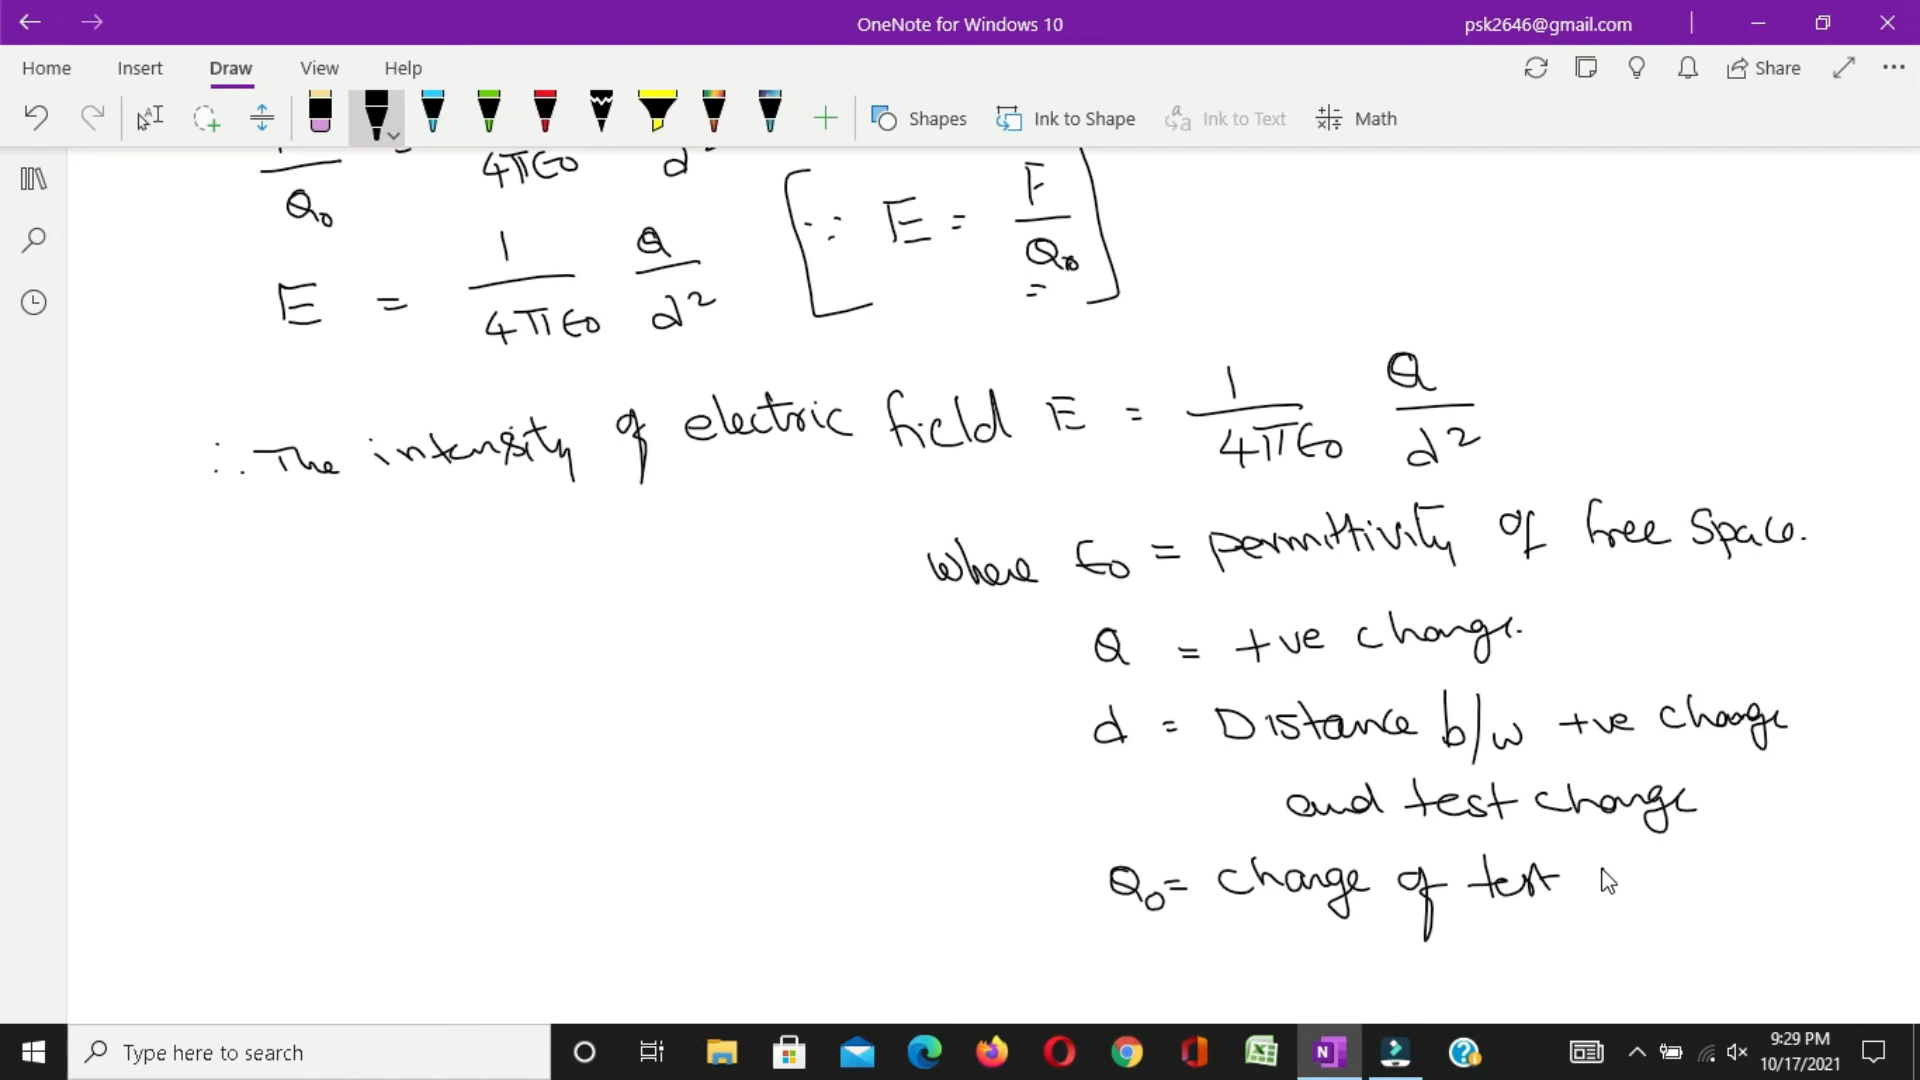 OneNote for Windows 10
psk2646@gmail.com
Home Insert Draw View Help
Share
Shapes Ink to Shape Ink to Text Math
Q₀ = 4πε₀ d²
E = 1/4πε₀ Q/d² [∵ E = F/Q₀]
∴ The intensity of electric field E = 1/4πε₀ Q/d²
where ε₀ = permittivity of free space.
Q = +ve charge.
d = Distance b/w +ve charge
and test charge
Q₀ = charge of test
Type here to search
9:29 PM
10/17/2021